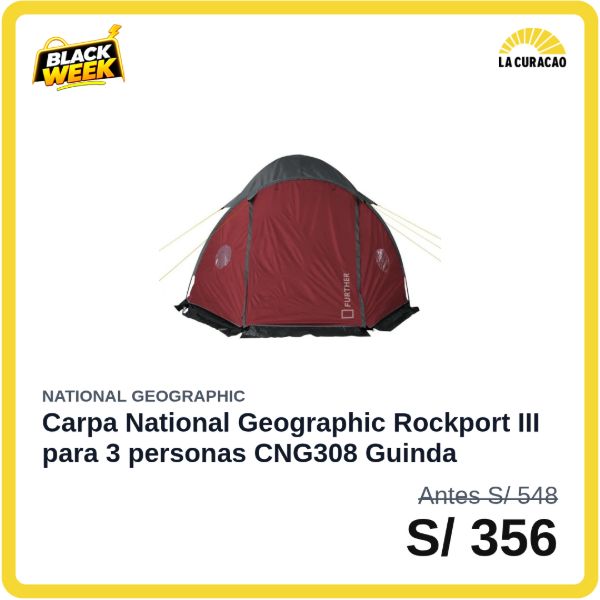 BLACK
WEEK
LA CURACAO
FURTHER
NATIONAL GEOGRAPHIC
Carpa National Geographic Rockport III
para 3 personas CNG308 Guinda
Antes S/ 548
S/ 356